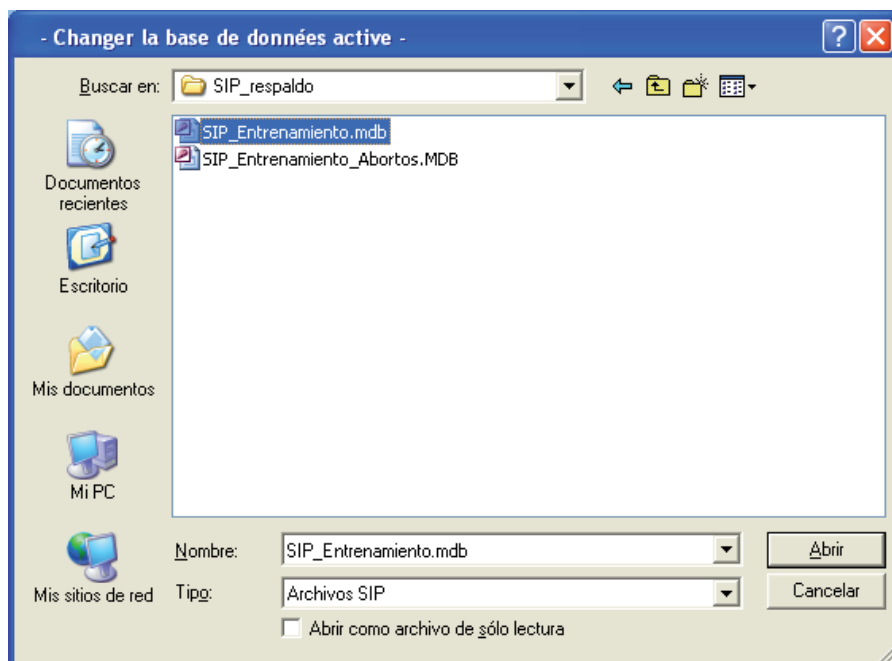 - Changer la base de données active -
Buscar en: SIP_respaldo
SIP_Entrenamiento.mdb
SIP_Entrenamiento_Abortos.MDB
Documentos
recientes
Escritorio
Mis documentos
Mi PC
Mis sitios de red
Nombre: SIP_Entrenamiento.mdb Abrir
Tipo: Archivos SIP Cancelar
Abrir como archivo de sólo lectura